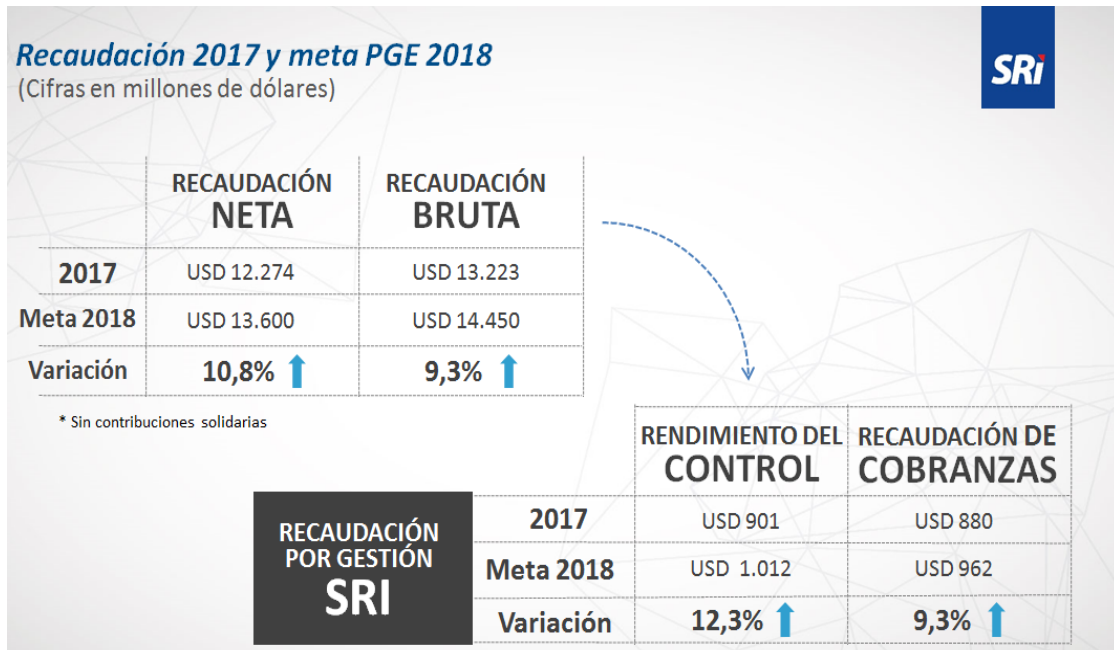 Recaudación 2017 y meta PGE 2018
(Cifras en millones de dólares)
SRi
RECAUDACIÓN NETA RECAUDACIÓN BRUTA
2017 USD 12.274 USD 13.223
Meta 2018 USD 13.600 USD 14.450
Variación 10,8% 9,3%
* Sin contribuciones solidarias
RENDIMIENTO DEL CONTROL RECAUDACIÓN DE COBRANZAS
RECAUDACIÓN
POR GESTIÓN
SRI
2017 USD 901 USD 880
Meta 2018 USD 1.012 USD 962
Variación 12,3% 9,3%